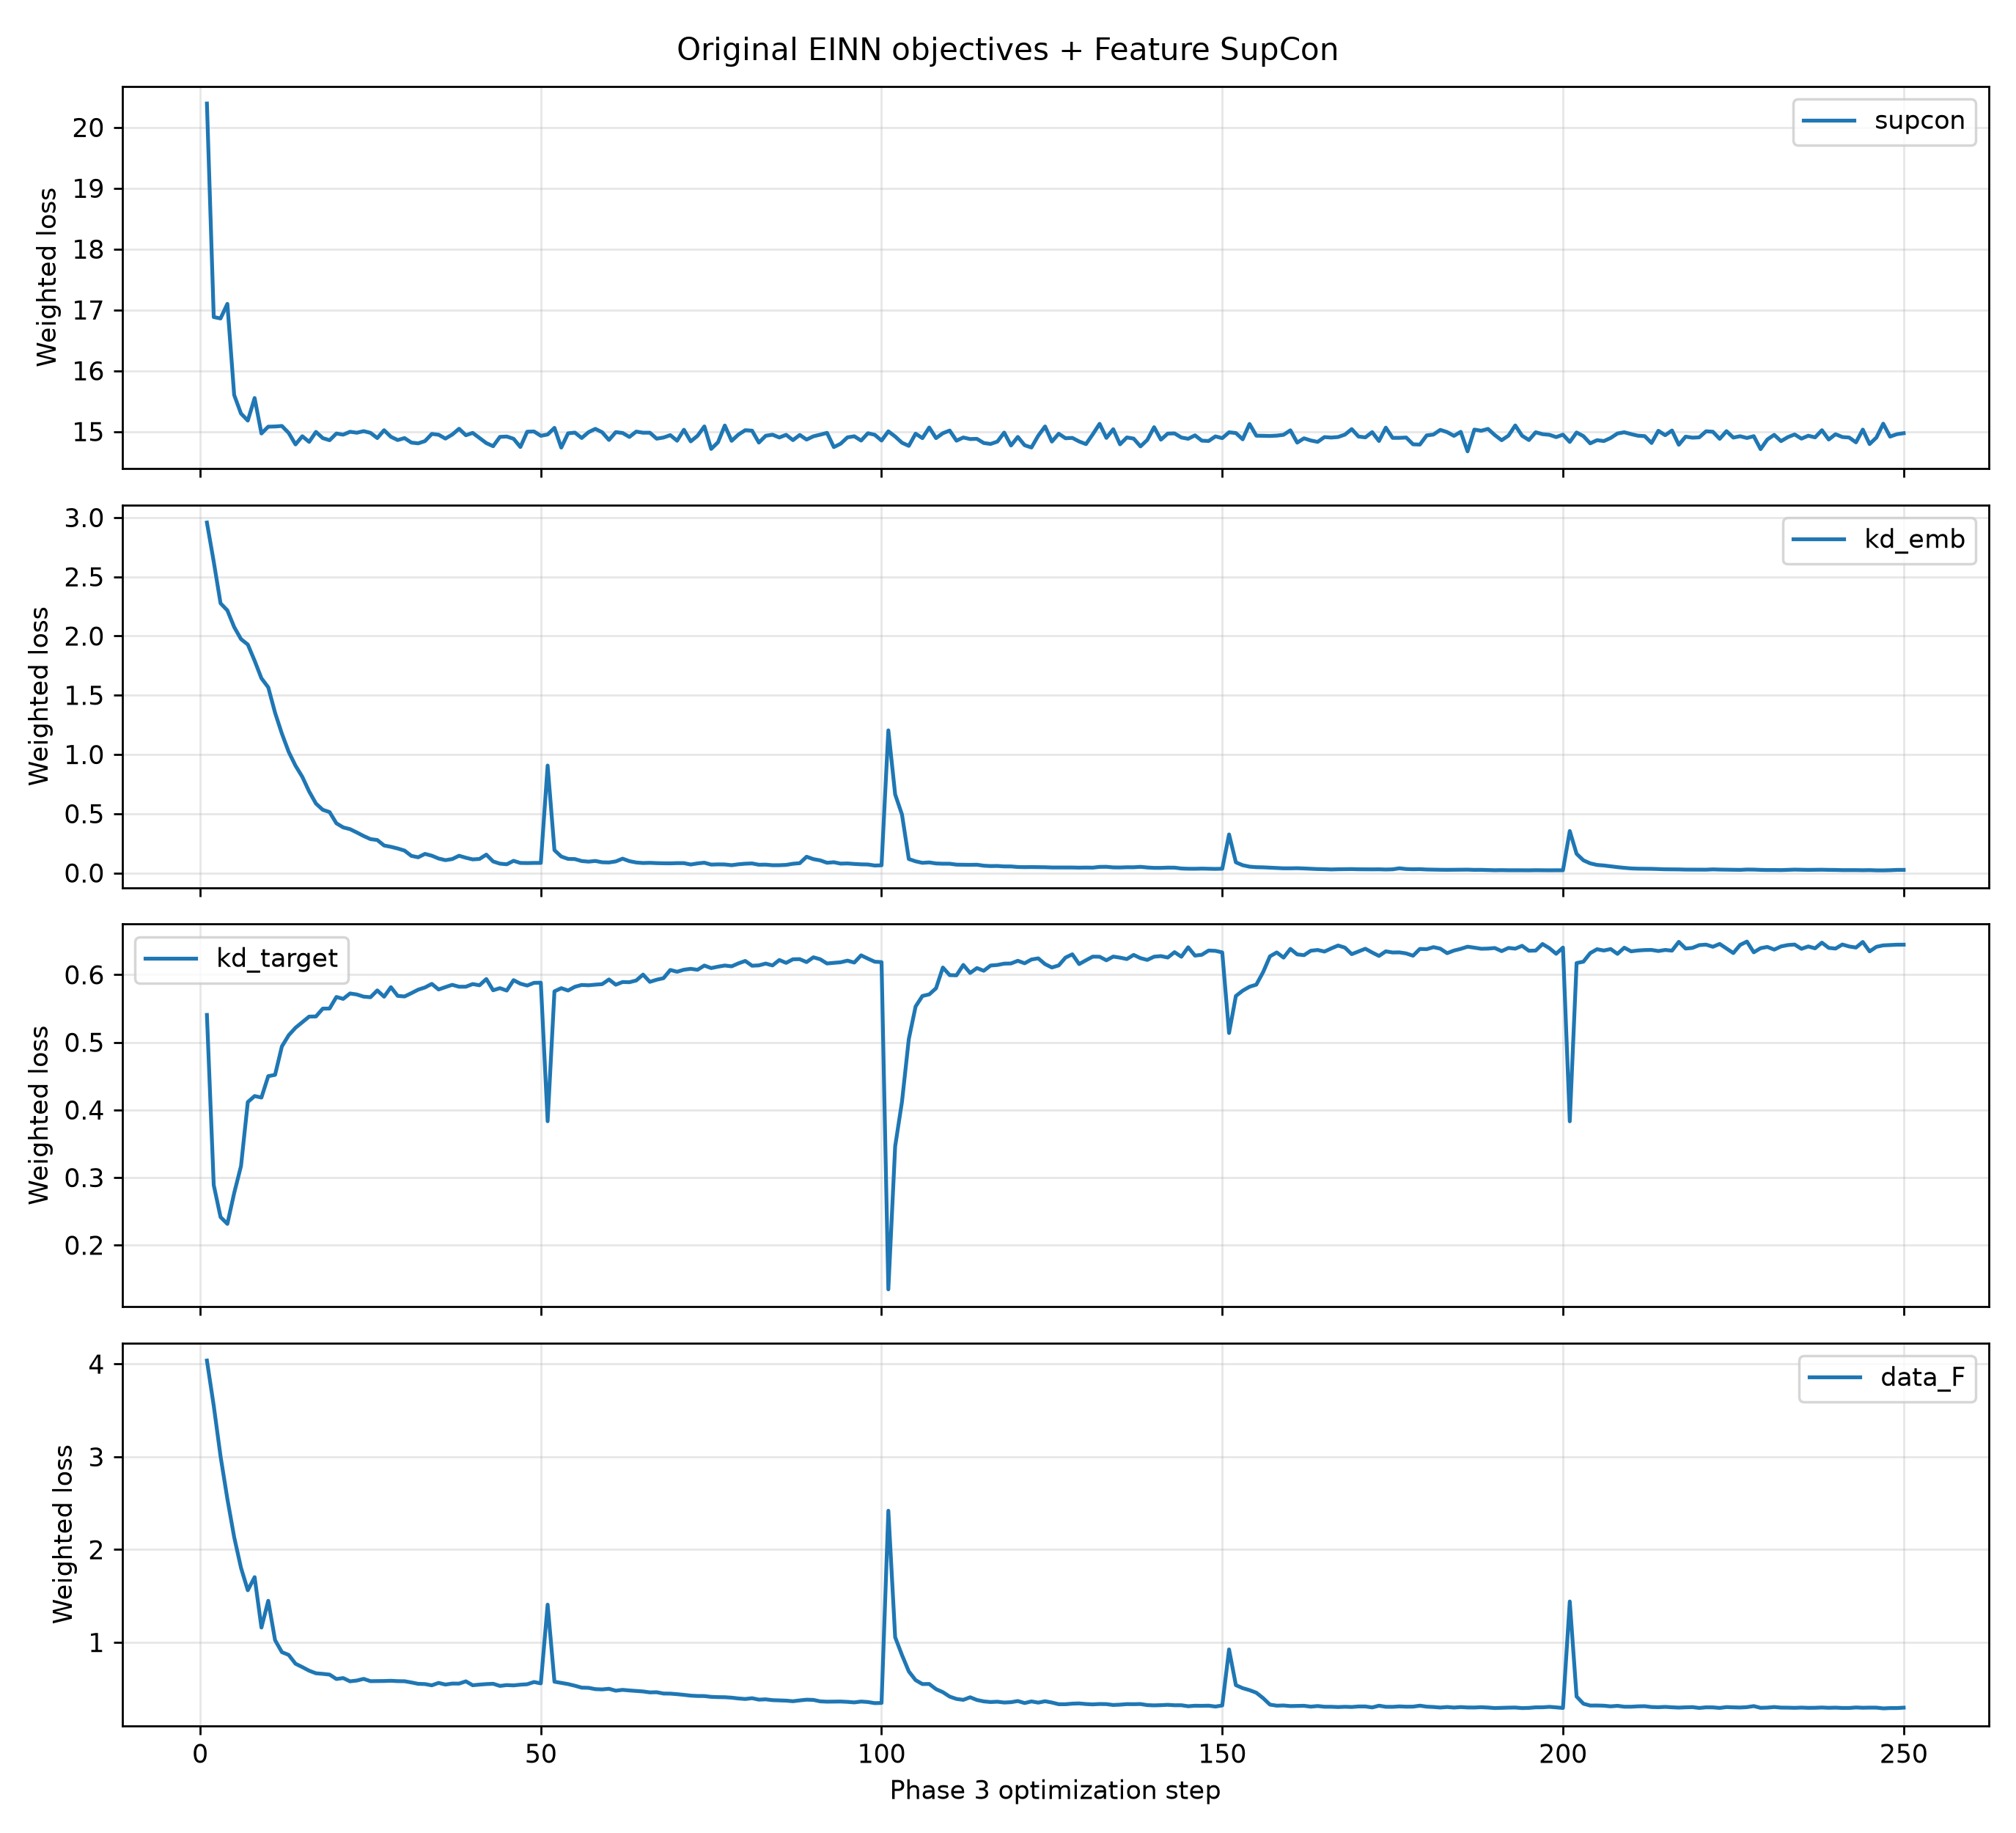 Original EINN objectives + Feature SupCon
20
19
18
17
16
15
Weighted loss
supcon
3.0
2.5
2.0
1.5
1.0
0.5
0.0
Weighted loss
kd_emb
0.6
0.5
0.4
0.3
0.2
Weighted loss
kd_target
4
3
2
1
Weighted loss
data_F
0 50 100 150 200 250
Phase 3 optimization step